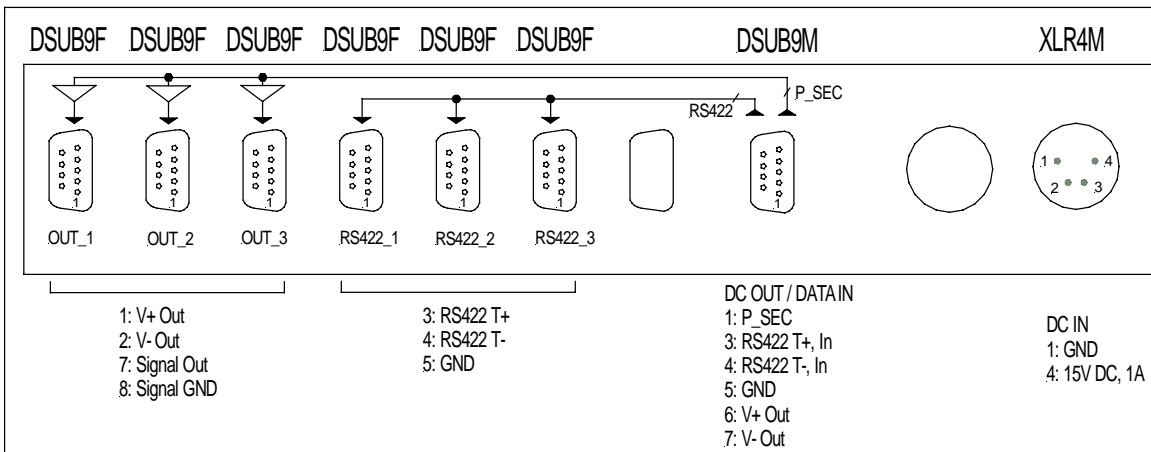 DSUB9F DSUB9F DSUB9F DSUB9F DSUB9F DSUB9F DSUB9M XLR4M
P_SEC
RS422
1 4
2 3
1 1 1 1 1 1 1
OUT_1 OUT_2 OUT_3 RS422_1 RS422_2 RS422_3
1: V+ Out
2: V- Out
7: Signal Out
8: Signal GND
3: RS422 T+
4: RS422 T-
5: GND
DC OUT / DATA IN
1: P_SEC
3: RS422 T+, In
4: RS422 T-, In
5: GND
6: V+ Out
7: V- Out
DC IN
1: GND
4: 15V DC, 1A